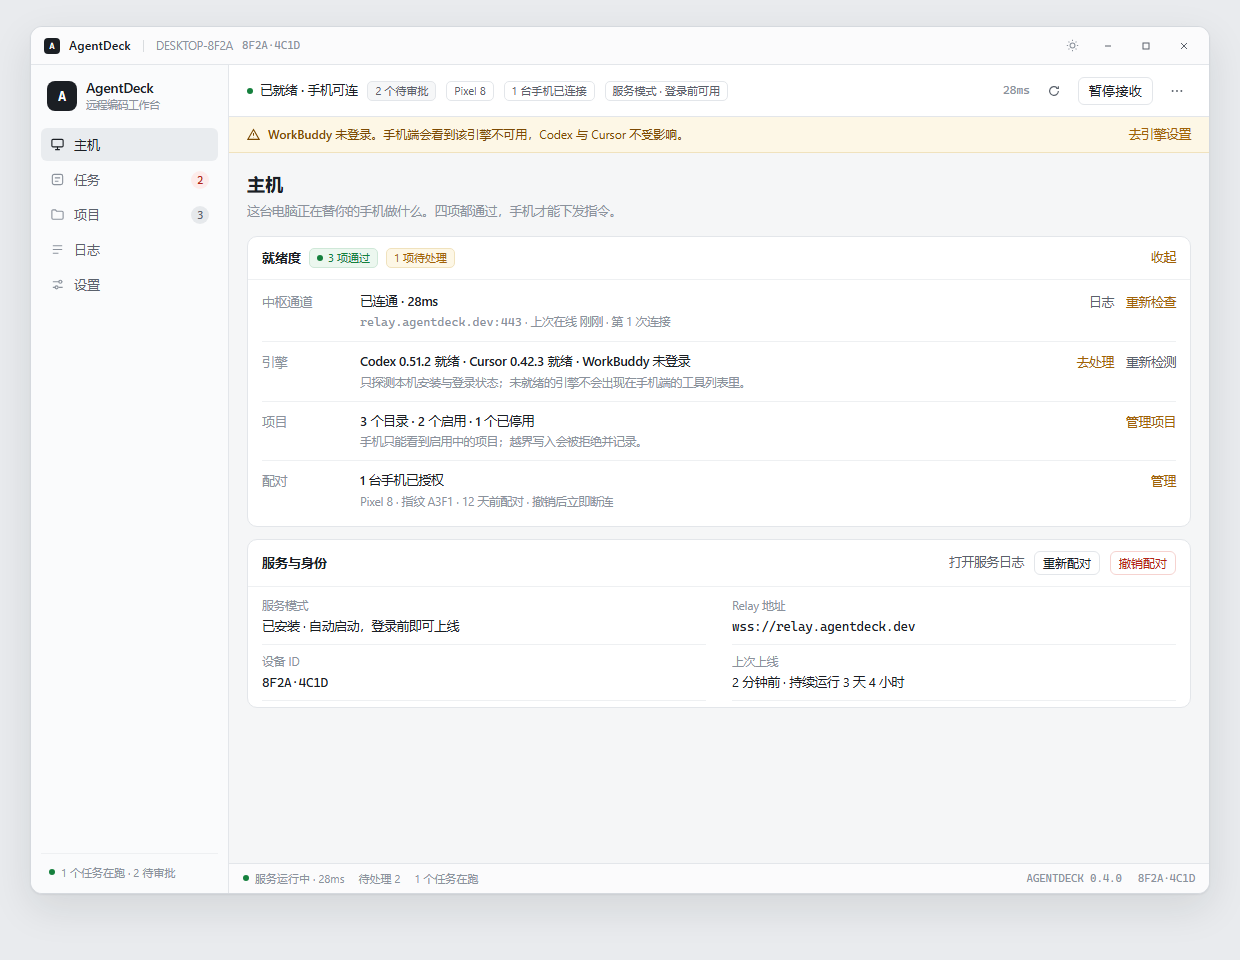 A AgentDeck DESKTOP-8F2A 8F2A·4C1D
A AgentDeck
远程编码工作台
主机
任务 2
项目 3
日志
设置
1 个任务在跑 · 2 待审批
已就绪 · 手机可连 2 个待审批 Pixel 8 1 台手机已连接 服务模式 · 登录前可用 28ms 暂停接收
WorkBuddy 未登录。手机端会看到该引擎不可用，Codex 与 Cursor 不受影响。 去引擎设置
主机
这台电脑正在替你的手机做什么。四项都通过，手机才能下发指令。
就绪度 3 项通过 1 项待处理 收起
中枢通道 已连通 · 28ms 日志 重新检查
relay.agentdeck.dev:443 · 上次在线 刚刚 · 第 1 次连接
引擎 Codex 0.51.2 就绪 · Cursor 0.42.3 就绪 · WorkBuddy 未登录 去处理 重新检测
只探测本机安装与登录状态；未就绪的引擎不会出现在手机端的工具列表里。
项目 3 个目录 · 2 个启用 · 1 个已停用 管理项目
手机只能看到启用中的项目；越界写入会被拒绝并记录。
配对 1 台手机已授权 管理
Pixel 8 · 指纹 A3F1 · 12 天前配对 · 撤销后立即断连
服务与身份 打开服务日志 重新配对 撤销配对
服务模式
已安装 · 自动启动，登录前即可上线
Relay 地址
wss://relay.agentdeck.dev
设备 ID
8F2A·4C1D
上次上线
2 分钟前 · 持续运行 3 天 4 小时
服务运行中 · 28ms 待处理 2 1 个任务在跑 AGENTDECK 0.4.0 8F2A·4C1D